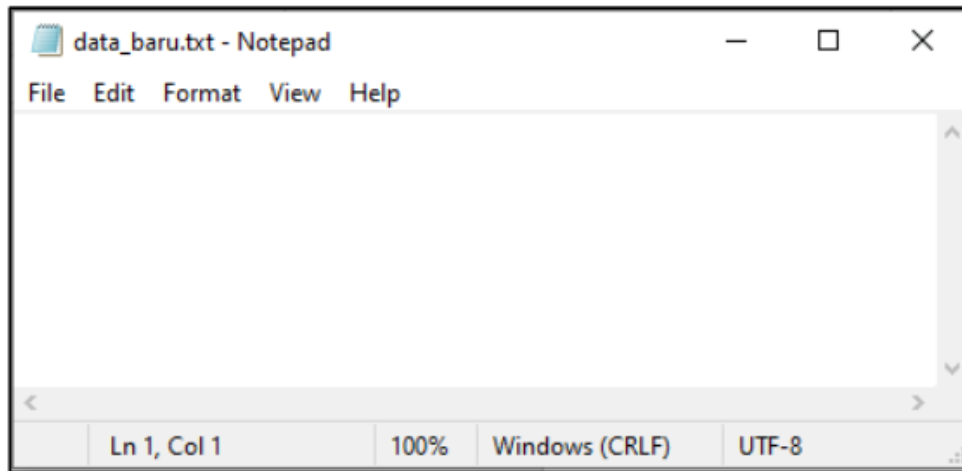 data_baru.txt - Notepad
File Edit Format View Help
Ln 1, Col 1 100% Windows (CRLF) UTF-8